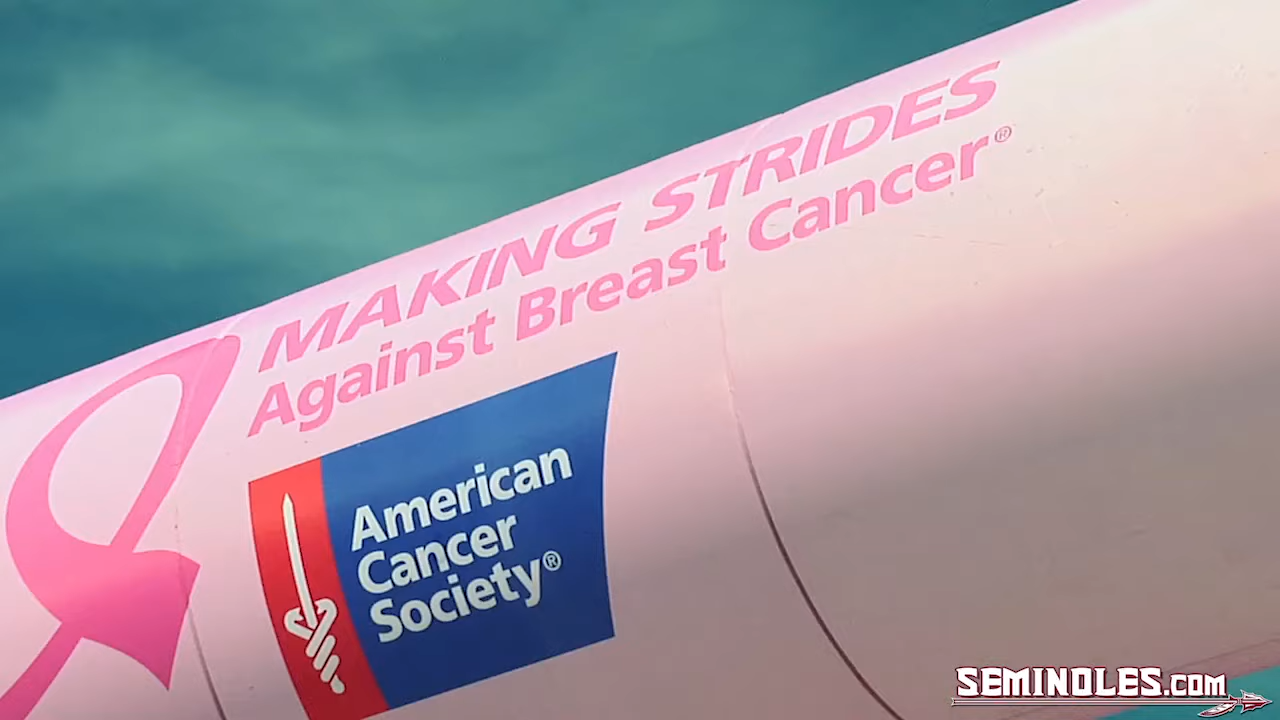 MAKING STRIDES
Against Breast Cancer®
American
Cancer
Society®
SEMINOLES.com